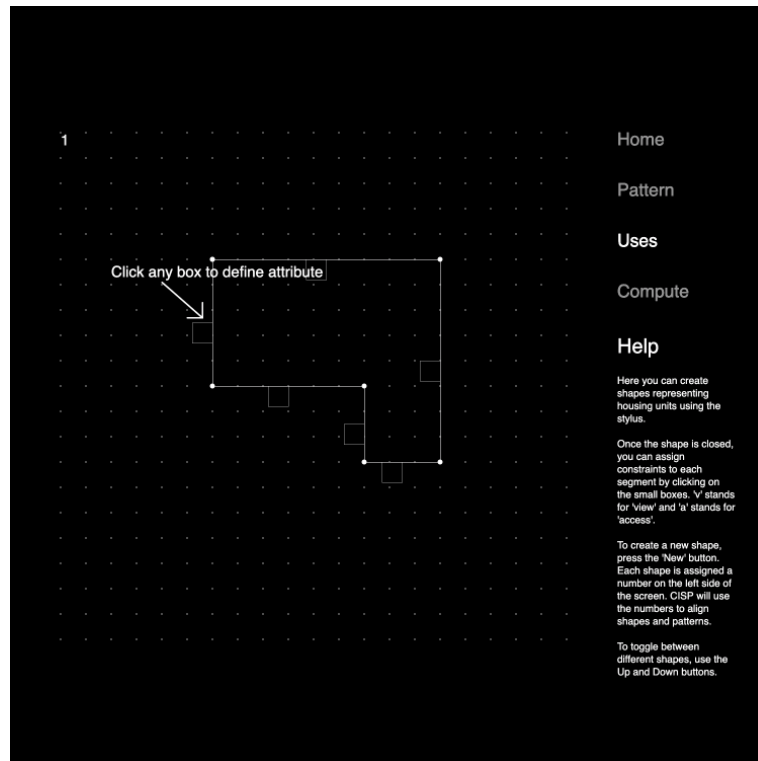 1
Home
Pattern
Uses
Click any box to define attribute
Compute
Help
Here you can create
shapes representing
housing units using the
stylus.
Once the shape is closed,
you can assign
constraints to each
segment by clicking on
the small boxes. 'v' stands
for 'view' and 'a' stands for
'access'.
To create a new shape,
press the 'New' button.
Each shape is assigned a
number on the left side of
the screen. CISP will use
the numbers to align
shapes and patterns.
To toggle between
different shapes, use the
Up and Down buttons.